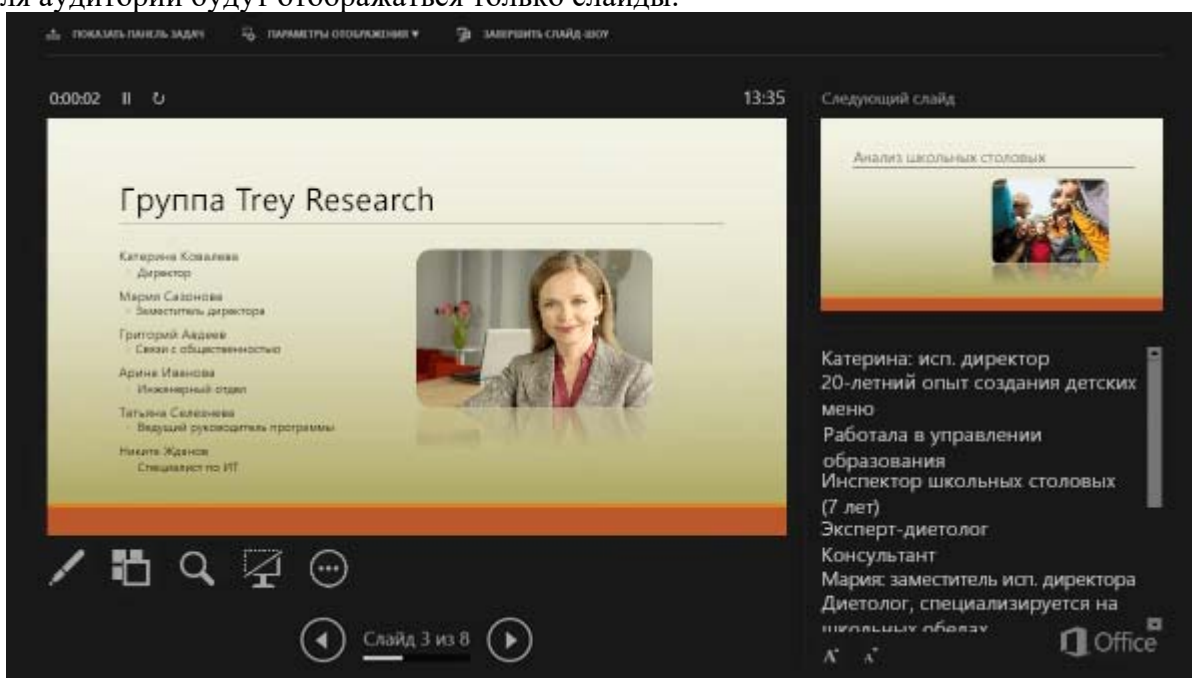 ля аудитории будут отображаться только слайды.
ПОКАЗАТЬ ПАНЕЛЬ ЗАДАЧ ПАРАМЕТРЫ ОТОБРАЖЕНИЯ ▾ ЗАВЕРШИТЬ СЛАЙД-ШОУ
0:00:02 13:35
Группа Trey Research
Катерина Ковалева
Директор
Мария Сазонова
Заместитель директора
Григорий Авдеев
Связи с общественностью
Арина Иванова
Инженерный отдел
Татьяна Селезнева
Ведущий руководитель программы
Никита Жданов
Специалист по ИТ
Слайд 3 из 8
Следующий слайд
Анализ школьных столовых
Катерина: исп. директор
20-летний опыт создания детских
меню
Работала в управлении
образования
Инспектор школьных столовых
(7 лет)
Эксперт-диетолог
Консультант
Мария: заместитель исп. директора
Диетолог, специализируется на
школьных обедах
A A
Office